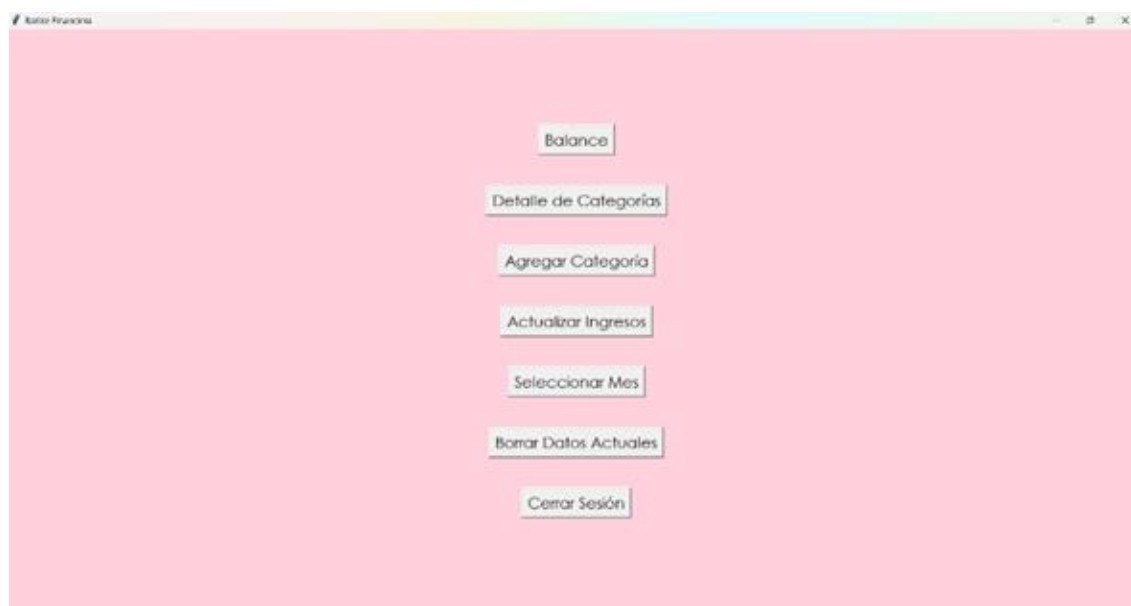 Balance
Detalle de Categorías
Agregar Categoría
Actualizar Ingresos
Seleccionar Mes
Borrar Datos Actuales
Cerrar Sesión